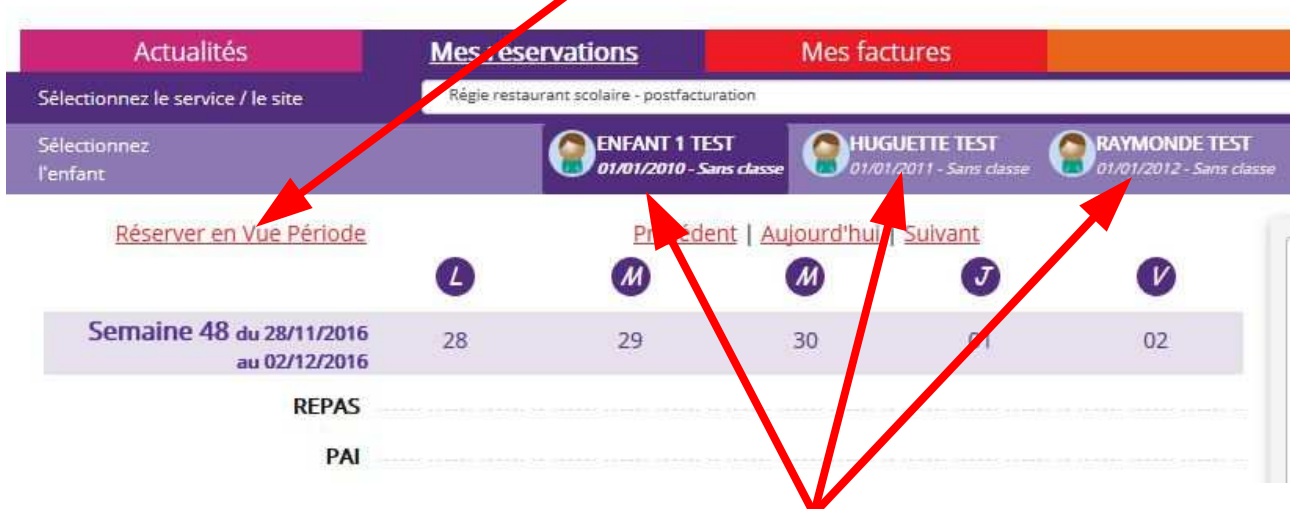 Actualités Mes réservations Mes factures
Sélectionnez le service / le site Régie restaurant scolaire - postfacturation
Sélectionnez
l'enfant
ENFANT 1 TEST
01/01/2010 - Sans classe
HUGUETTE TEST
01/01/2011 - Sans classe
RAYMONDE TEST
01/01/2012 - Sans classe
Réserver en Vue Période Précédent | Aujourd'hui | Suivant
L M M J V
Semaine 48 du 28/11/2016
au 02/12/2016
28 29 30 01 02
REPAS
PAI